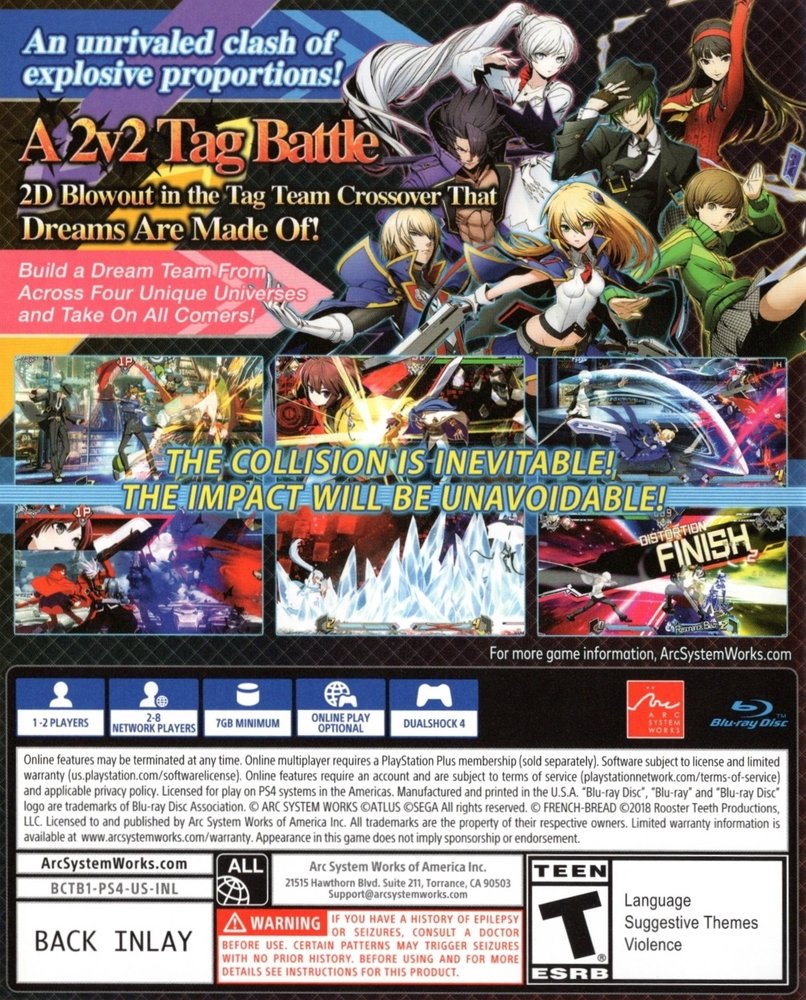 An unrivaled clash of
explosive proportions!
A 2v2 Tag Battle
2D Blowout in the Tag Team Crossover That
Dreams Are Made Of!
Build a Dream Team From
Across Four Unique Universes
and Take On All Comers!
1P
THE COLLISION IS INEVITABLE!
THE IMPACT WILL BE UNAVOIDABLE!
1P
DISTORTION
FINISH
For more game information, ArcSystemWorks.com
1-2 PLAYERS
2-8
NETWORK PLAYERS
7GB MINIMUM
ONLINE PLAY
OPTIONAL
DUALSHOCK 4
ARC
SYSTEM
WORKS
Blu-ray Disc™
Online features may be terminated at any time. Online multiplayer requires a PlayStation Plus membership (sold separately). Software subject to license and limited
warranty (us.playstation.com/softwarelicense). Online features require an account and are subject to terms of service (playstationnetwork.com/terms-of-service)
and applicable privacy policy. Licensed for play on PS4 systems in the Americas. Manufactured and printed in the U.S.A. “Blu-ray Disc”, “Blu-ray” and “Blu-ray Disc”
logo are trademarks of Blu-ray Disc Association. © ARC SYSTEM WORKS ©ATLUS ©SEGA All rights reserved. © FRENCH-BREAD ©2018 Rooster Teeth Productions,
LLC. Licensed to and published by Arc System Works of America Inc. All trademarks are the property of their respective owners. Limited warranty information is
available at www.arcsystemworks.com/warranty. Appearance in this game does not imply sponsorship or endorsement.
ArcSystemWorks.com
BCTB1-PS4-US-INL
BACK INLAY
ALL
Arc System Works of America Inc.
21515 Hawthorn Blvd. Suite 211, Torrance, CA 90503
Support@arcsystemworks.com
WARNING IF YOU HAVE A HISTORY OF EPILEPSY
OR SEIZURES, CONSULT A DOCTOR
BEFORE USE. CERTAIN PATTERNS MAY TRIGGER SEIZURES
WITH NO PRIOR HISTORY. BEFORE USING AND FOR MORE
DETAILS SEE INSTRUCTIONS FOR THIS PRODUCT.
TEEN
T®
ESRB
Language
Suggestive Themes
Violence